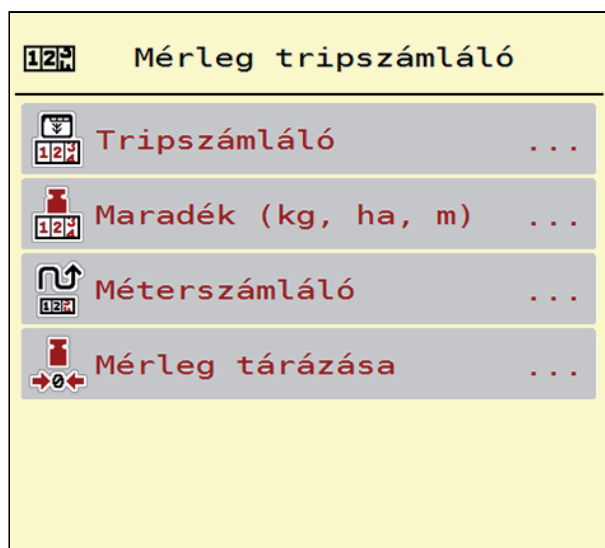 Mérleg tripszámláló
Tripszámláló ...
Maradék (kg, ha, m) ...
Méterszámláló ...
Mérleg tárázása ...